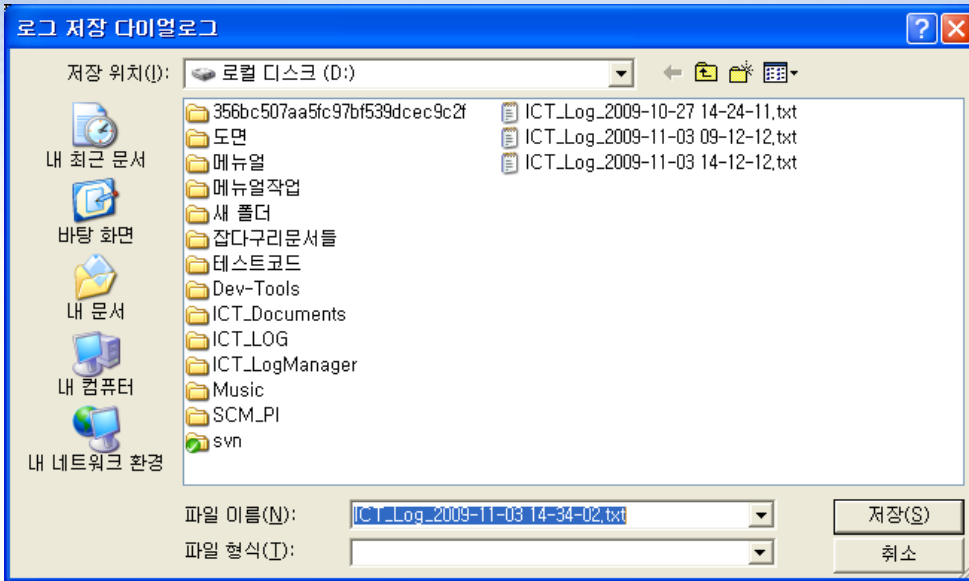 로그 저장 다이얼로그
저장 위치(I): 로컬 디스크 (D:)
내 최근 문서
바탕 화면
내 문서
내 컴퓨터
내 네트워크 환경
356bc507aa5fc97bf539dcec9c2f
도면
메뉴얼
메뉴얼작업
새 폴더
잡다구리문서들
테스트코드
Dev-Tools
ICT_Documents
ICT_LOG
ICT_LogManager
Music
SCM_PI
svn
ICT_Log_2009-10-27 14-24-11.txt
ICT_Log_2009-11-03 09-12-12.txt
ICT_Log_2009-11-03 14-12-12.txt
파일 이름(N): ICT_Log_2009-11-03 14-34-02.txt
저장(S)
파일 형식(T):
취소